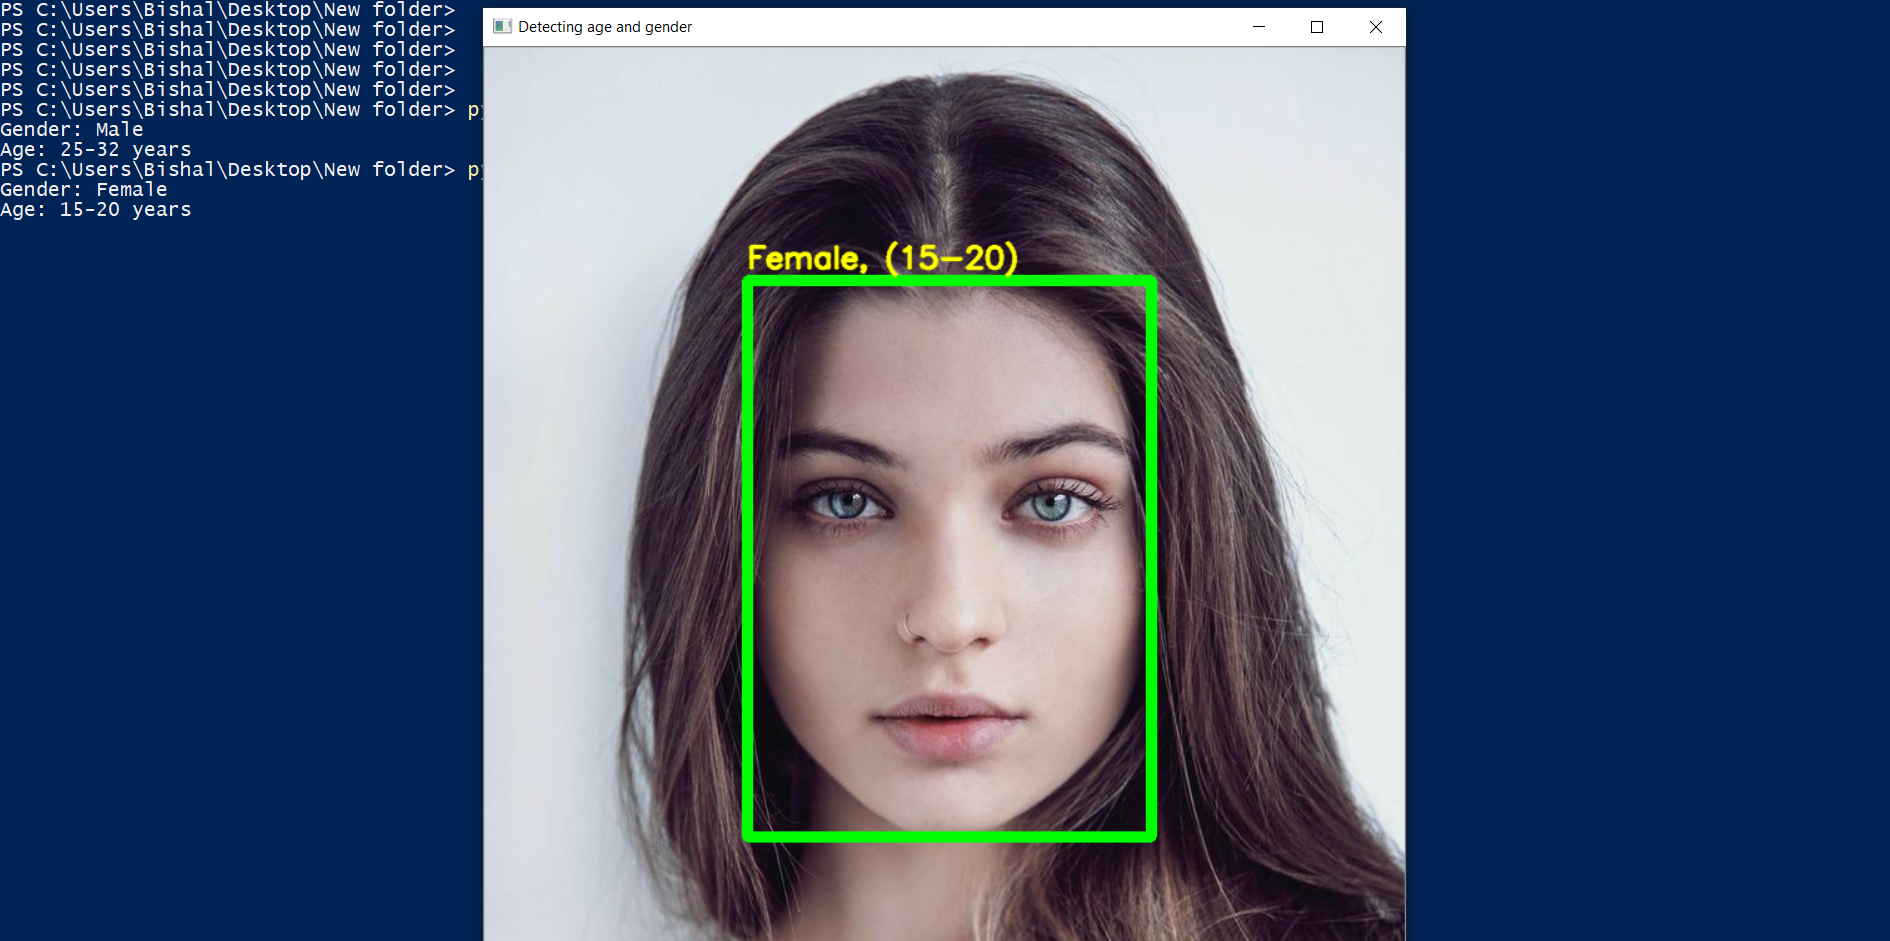 PS C:\Users\Bishal\Desktop\New folder>
PS C:\Users\Bishal\Desktop\New folder>
PS C:\Users\Bishal\Desktop\New folder>
PS C:\Users\Bishal\Desktop\New folder>
PS C:\Users\Bishal\Desktop\New folder>
PS C:\Users\Bishal\Desktop\New folder> py
Gender: Male
Age: 25-32 years
PS C:\Users\Bishal\Desktop\New folder> py
Gender: Female
Age: 15-20 years
Detecting age and gender
Female, (15-20)